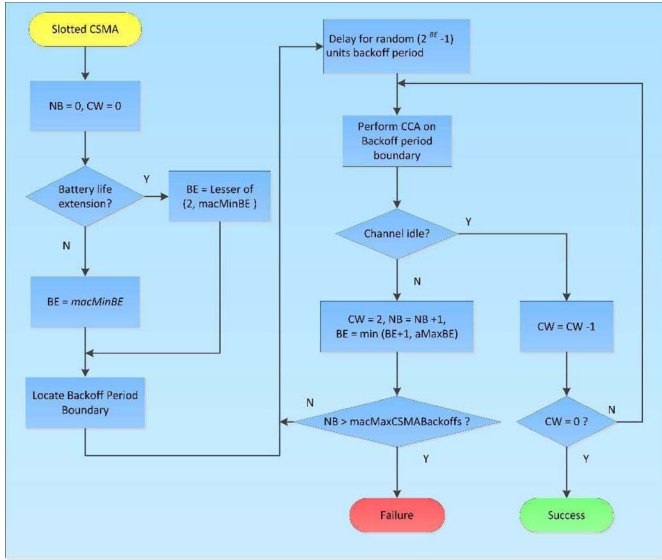 Slotted CSMA
NB = 0, CW = 0
Battery life
extension?
Y
BE = Lesser of
(2, macMinBE )
N
BE = macMinBE
Locate Backoff Period
Boundary
Delay for random (2 BE -1)
units backoff period
Perform CCA on
Backoff period
boundary
Channel idle?
Y
N
CW = 2, NB = NB +1,
BE = min (BE+1, aMaxBE)
CW = CW -1
N
NB > macMaxCSMABackoffs ?
Y
CW = 0 ?
N
Y
Failure
Success